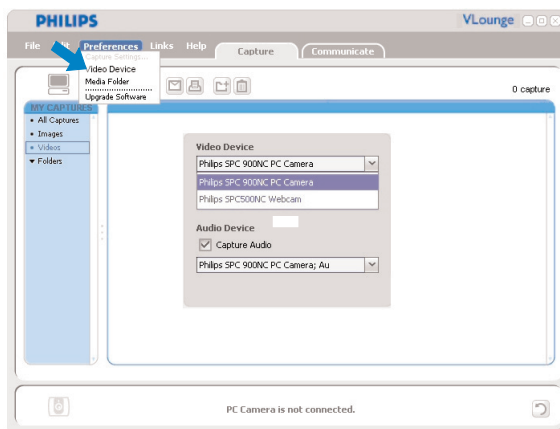 PHILIPS
VLounge
File Edit Preferences Links Help Capture Communicate
Capture Settings...
Video Device
Media Folder
Upgrade Software
0 capture
MY CAPTURES
All Captures
Images
Videos
Folders
Video Device
Philips SPC 900NC PC Camera
Philips SPC 900NC PC Camera
Philips SPC500NC Webcam
Audio Device
Capture Audio
Philips SPC 900NC PC Camera; Au
PC Camera is not connected.